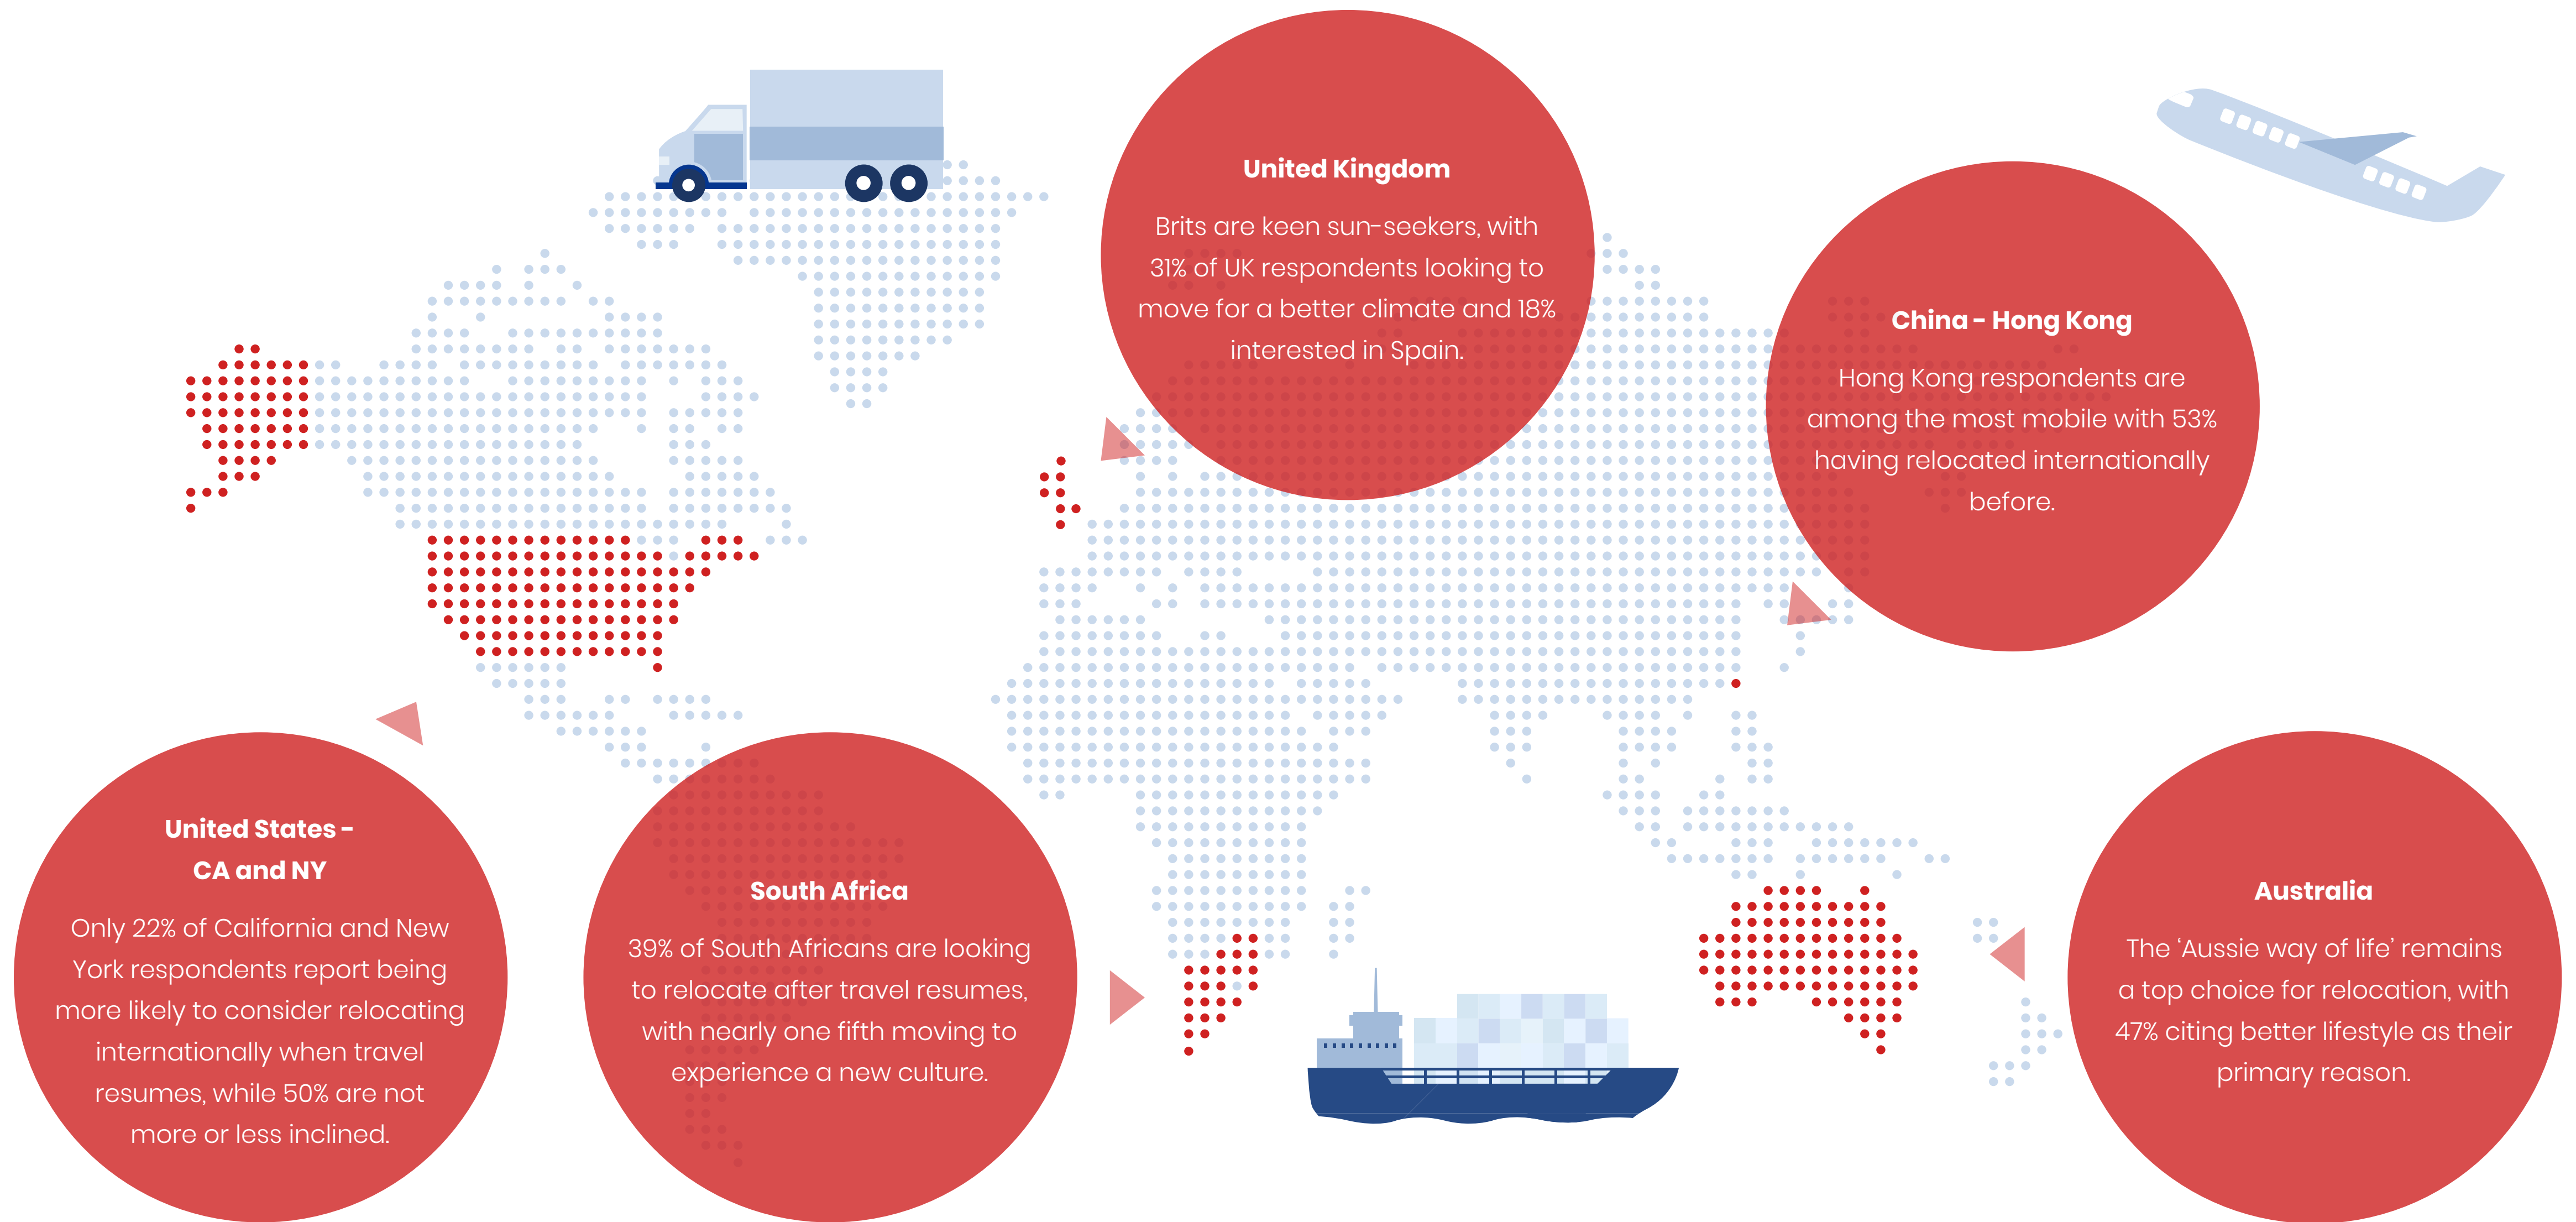 United Kingdom
Brits are keen sun-seekers, with
31% of UK respondents looking to
move for a better climate and 18%
interested in Spain.
China - Hong Kong
Hong Kong respondents are
among the most mobile with 53%
having relocated internationally
before.
United States -
CA and NY
Only 22% of California and New
York respondents report being
more likely to consider relocating
internationally when travel
resumes, while 50% are not
more or less inclined.
South Africa
39% of South Africans are looking
to relocate after travel resumes,
with nearly one fifth moving to
experience a new culture.
Australia
The ‘Aussie way of life’ remains
a top choice for relocation, with
47% citing better lifestyle as their
primary reason.